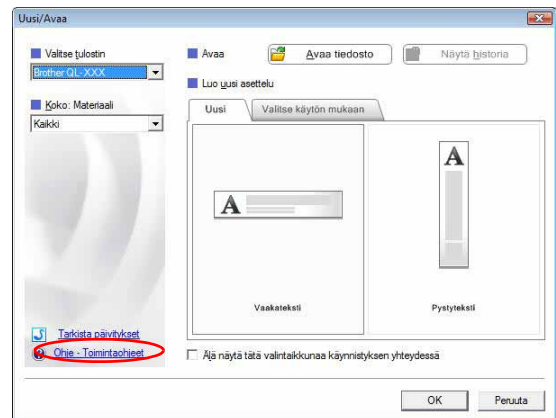 Uusi/Avaa
Valitse tulostin
Brother QL-XXX
Koko: Materiaali
Kaikki
Tarkista päivitykset
Ohje - Toimintaohjeet
Avaa
Avaa tiedosto
Näytä historia
Luo uusi asettelu
Uusi
Valitse käytön mukaan
A
Vaakateksti
A
Pystyteksti
Älä näytä tätä valintaikkunaa käynnistyksen yhteydessä
OK
Peruuta